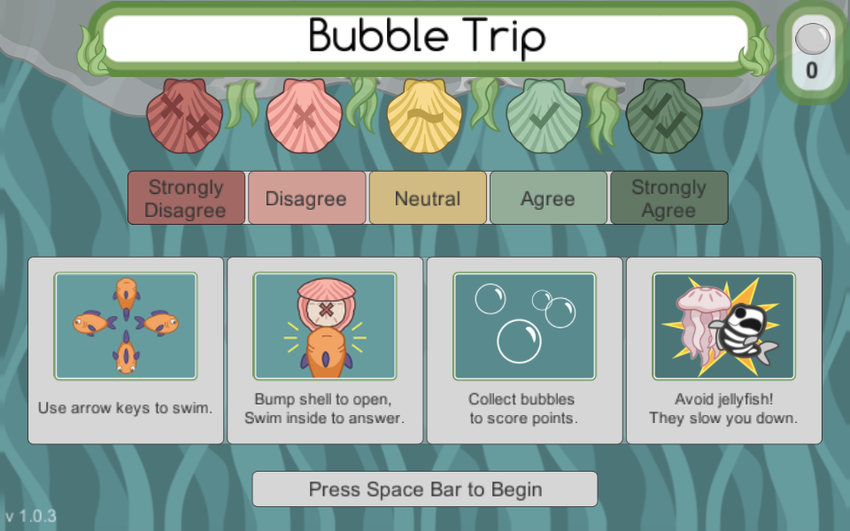 Bubble Trip
0
Strongly
Disagree
Disagree
Neutral
Agree
Strongly
Agree
Use arrow keys to swim.
Bump shell to open,
Swim inside to answer.
Collect bubbles
to score points.
Avoid jellyfish!
They slow you down.
Press Space Bar to Begin
v 1.0.3